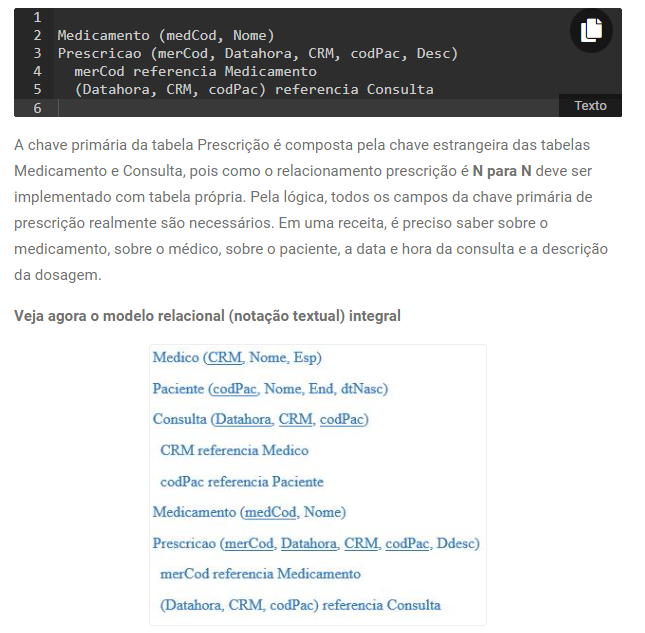 1
2 Medicamento (medCod, Nome)
3 Prescricao (merCod, Datahora, CRM, codPac, Desc)
4 merCod referencia Medicamento
5 (Datahora, CRM, codPac) referencia Consulta
6
Texto
A chave primária da tabela Prescrição é composta pela chave estrangeira das tabelas
Medicamento e Consulta, pois como o relacionamento prescrição é N para N deve ser
implementado com tabela própria. Pela lógica, todos os campos da chave primária de
prescrição realmente são necessários. Em uma receita, é preciso saber sobre o
medicamento, sobre o médico, sobre o paciente, a data e hora da consulta e a descrição
da dosagem.
Veja agora o modelo relacional (notação textual) integral
Medico (CRM, Nome, Esp)
Paciente (codPac, Nome, End, dtNasc)
Consulta (Datahora, CRM, codPac)
CRM referencia Medico
codPac referencia Paciente
Medicamento (medCod, Nome)
Prescricao (merCod, Datahora, CRM, codPac, Ddesc)
merCod referencia Medicamento
(Datahora, CRM, codPac) referencia Consulta